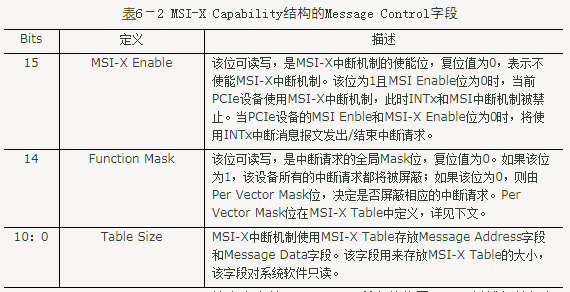 表6－2 MSI-X Capability结构的Message Control字段
Bits 定义 描述
15 MSI-X Enable 该位可读写，是MSI-X中断机制的使能位，复位值为0，表示不
使能MSI-X中断机制。该位为1且MSI Enable位为0时，当前
PCIe设备使用MSI-X中断机制，此时INTx和MSI中断机制被禁
止。当PCIe设备的MSI Enble和MSI-X Enable位为0时，将使
用INTx中断消息报文发出/结束中断请求。
14 Function Mask 该位可读写，是中断请求的全局Mask位，复位值为0。如果该位
为1，该设备所有的中断请求都将被屏蔽；如果该位为0，则由
Per Vector Mask位，决定是否屏蔽相应的中断请求。Per
Vector Mask位在MSI-X Table中定义，详见下文。
10：0 Table Size MSI-X中断机制使用MSI-X Table存放Message Address字段
和Message Data字段。该字段用来存放MSI-X Table的大小，
该字段对系统软件只读。